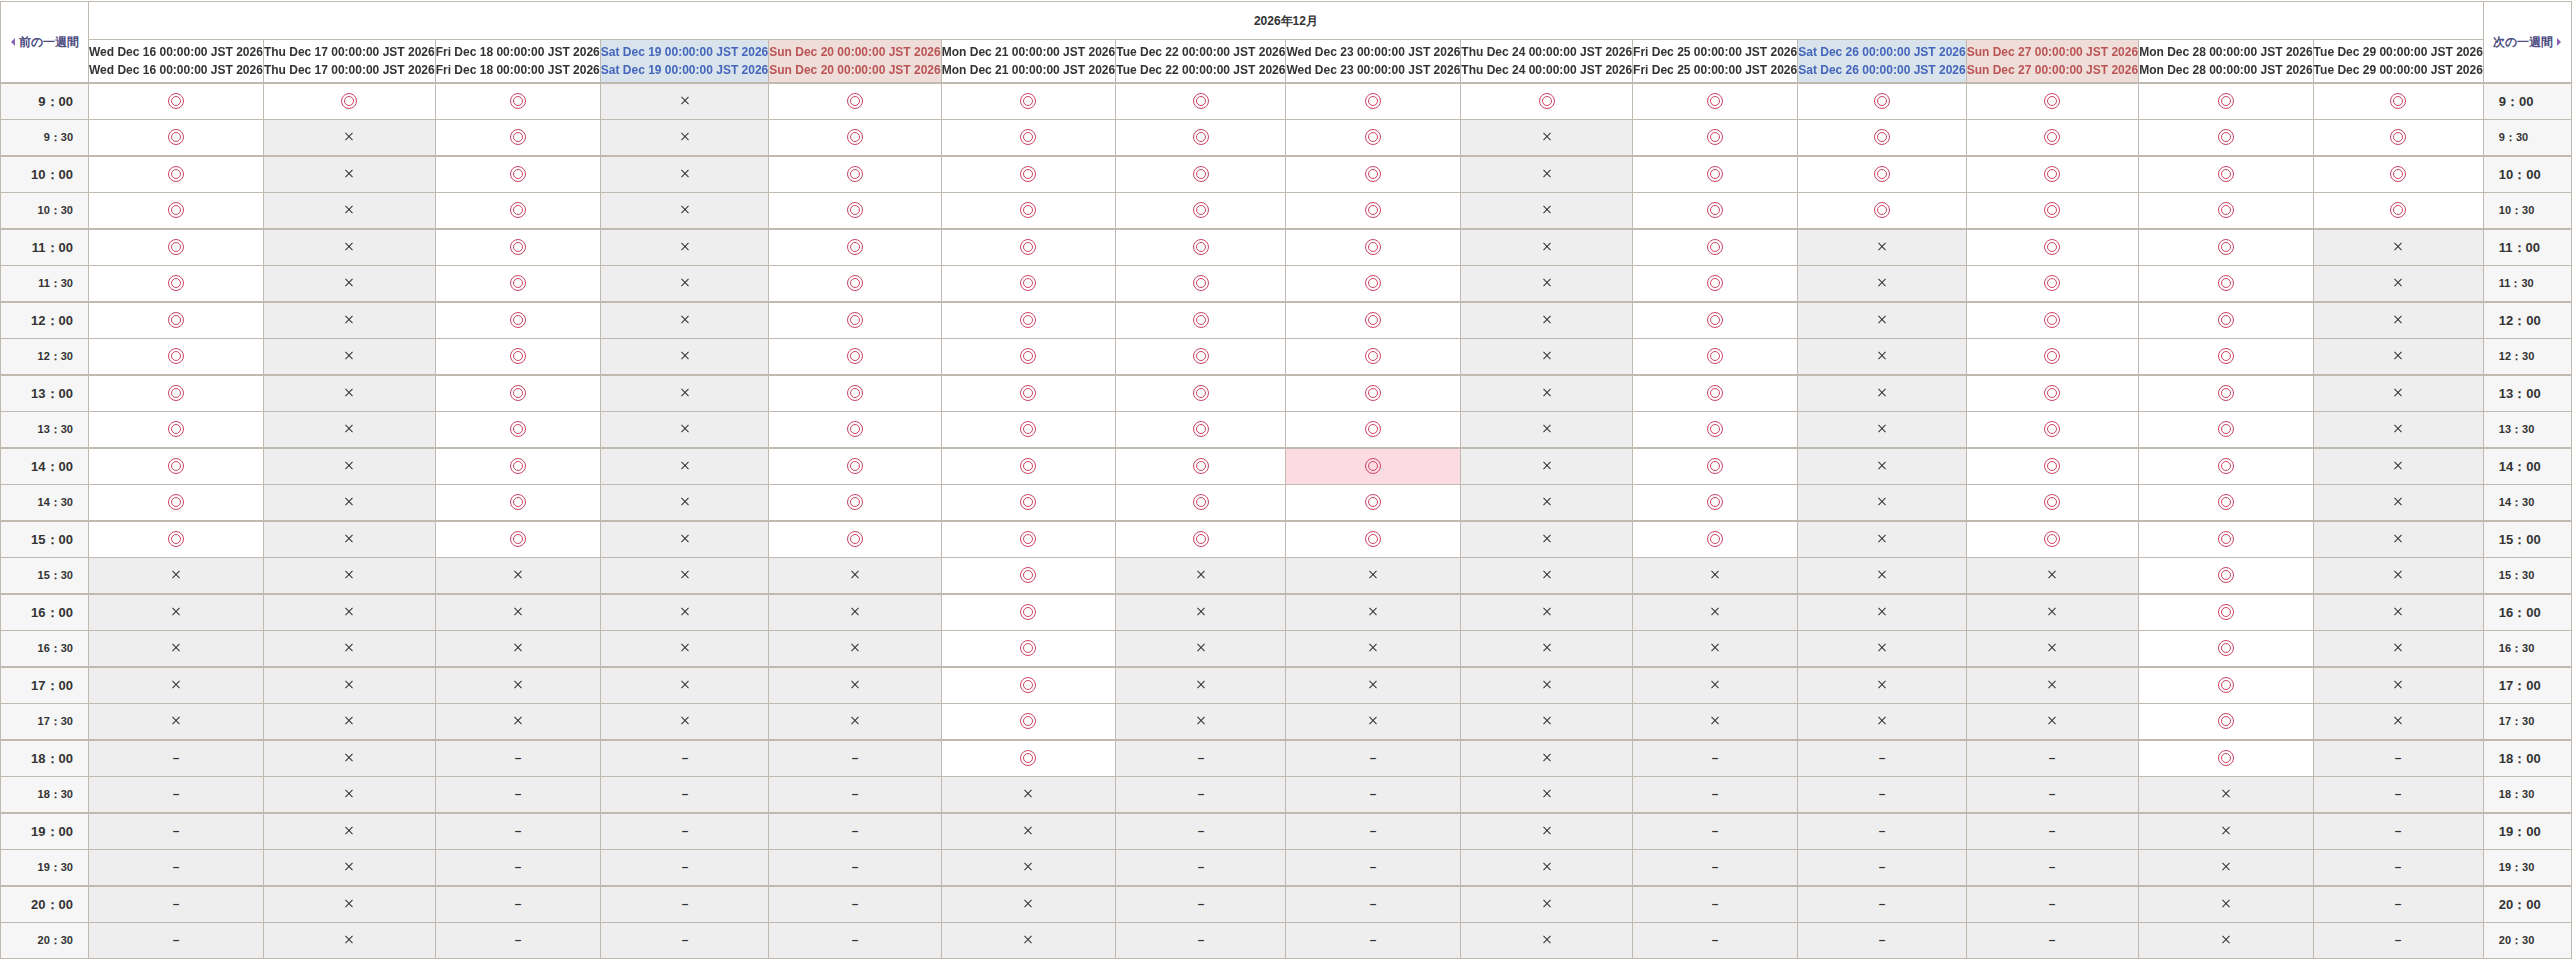 前の一週間 2026年12月 次の一週間
Wed Dec 16 00:00:00 JST 2026 Thu Dec 17 00:00:00 JST 2026 Fri Dec 18 00:00:00 JST 2026 Sat Dec 19 00:00:00 JST 2026 Sun Dec 20 00:00:00 JST 2026 Mon Dec 21 00:00:00 JST 2026 Tue Dec 22 00:00:00 JST 2026 Wed Dec 23 00:00:00 JST 2026 Thu Dec 24 00:00:00 JST 2026 Fri Dec 25 00:00:00 JST 2026 Sat Dec 26 00:00:00 JST 2026 Sun Dec 27 00:00:00 JST 2026 Mon Dec 28 00:00:00 JST 2026 Tue Dec 29 00:00:00 JST 2026
Wed Dec 16 00:00:00 JST 2026 Thu Dec 17 00:00:00 JST 2026 Fri Dec 18 00:00:00 JST 2026 Sat Dec 19 00:00:00 JST 2026 Sun Dec 20 00:00:00 JST 2026 Mon Dec 21 00:00:00 JST 2026 Tue Dec 22 00:00:00 JST 2026 Wed Dec 23 00:00:00 JST 2026 Thu Dec 24 00:00:00 JST 2026 Fri Dec 25 00:00:00 JST 2026 Sat Dec 26 00:00:00 JST 2026 Sun Dec 27 00:00:00 JST 2026 Mon Dec 28 00:00:00 JST 2026 Tue Dec 29 00:00:00 JST 2026
9：00 ◎ ◎ ◎ × ◎ ◎ ◎ ◎ ◎ ◎ ◎ ◎ ◎ ◎ 9：00
9：30 ◎ × ◎ × ◎ ◎ ◎ ◎ × ◎ ◎ ◎ ◎ ◎ 9：30
10：00 ◎ × ◎ × ◎ ◎ ◎ ◎ × ◎ ◎ ◎ ◎ ◎ 10：00
10：30 ◎ × ◎ × ◎ ◎ ◎ ◎ × ◎ ◎ ◎ ◎ ◎ 10：30
11：00 ◎ × ◎ × ◎ ◎ ◎ ◎ × ◎ × ◎ ◎ × 11：00
11：30 ◎ × ◎ × ◎ ◎ ◎ ◎ × ◎ × ◎ ◎ × 11：30
12：00 ◎ × ◎ × ◎ ◎ ◎ ◎ × ◎ × ◎ ◎ × 12：00
12：30 ◎ × ◎ × ◎ ◎ ◎ ◎ × ◎ × ◎ ◎ × 12：30
13：00 ◎ × ◎ × ◎ ◎ ◎ ◎ × ◎ × ◎ ◎ × 13：00
13：30 ◎ × ◎ × ◎ ◎ ◎ ◎ × ◎ × ◎ ◎ × 13：30
14：00 ◎ × ◎ × ◎ ◎ ◎ ◎ × ◎ × ◎ ◎ × 14：00
14：30 ◎ × ◎ × ◎ ◎ ◎ ◎ × ◎ × ◎ ◎ × 14：30
15：00 ◎ × ◎ × ◎ ◎ ◎ ◎ × ◎ × ◎ ◎ × 15：00
15：30 × × × × × ◎ × × × × × × ◎ × 15：30
16：00 × × × × × ◎ × × × × × × ◎ × 16：00
16：30 × × × × × ◎ × × × × × × ◎ × 16：30
17：00 × × × × × ◎ × × × × × × ◎ × 17：00
17：30 × × × × × ◎ × × × × × × ◎ × 17：30
18：00 － × － － － ◎ － － × － － － ◎ － 18：00
18：30 － × － － － × － － × － － － × － 18：30
19：00 － × － － － × － － × － － － × － 19：00
19：30 － × － － － × － － × － － － × － 19：30
20：00 － × － － － × － － × － － － × － 20：00
20：30 － × － － － × － － × － － － × － 20：30